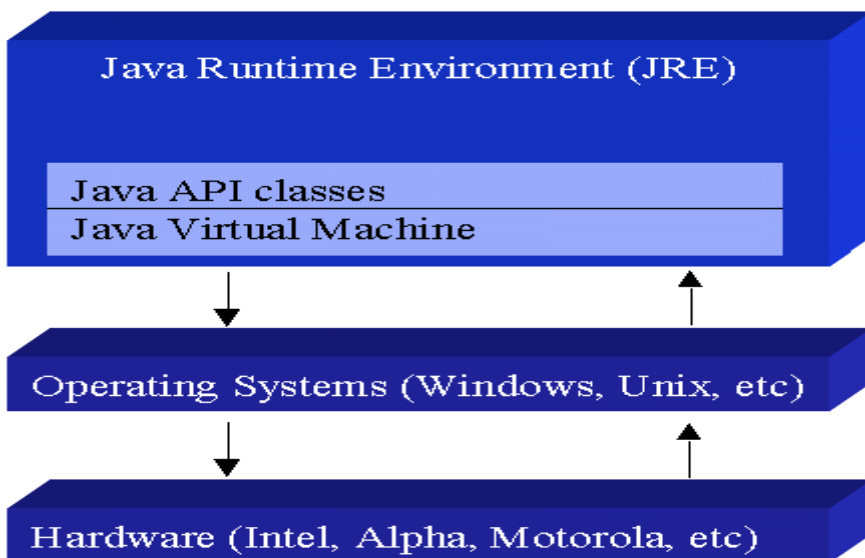 Java Runtime Environment (JRE)
Java API classes
Java Virtual Machine
Operating Systems (Windows, Unix, etc)
Hardware (Intel, Alpha, Motorola, etc)